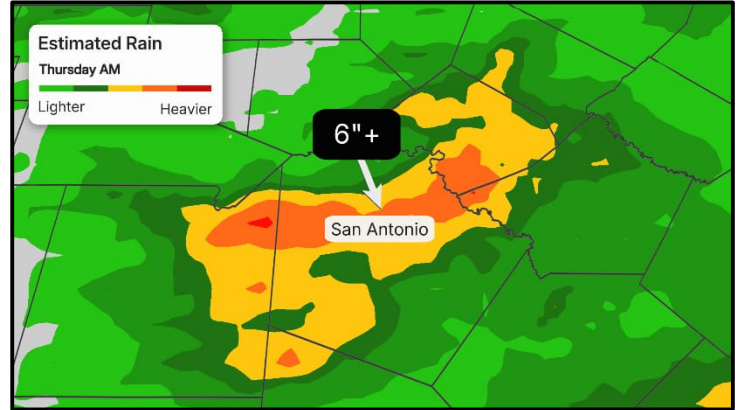 Estimated Rain
Thursday AM
Lighter Heavier
6"+
San Antonio